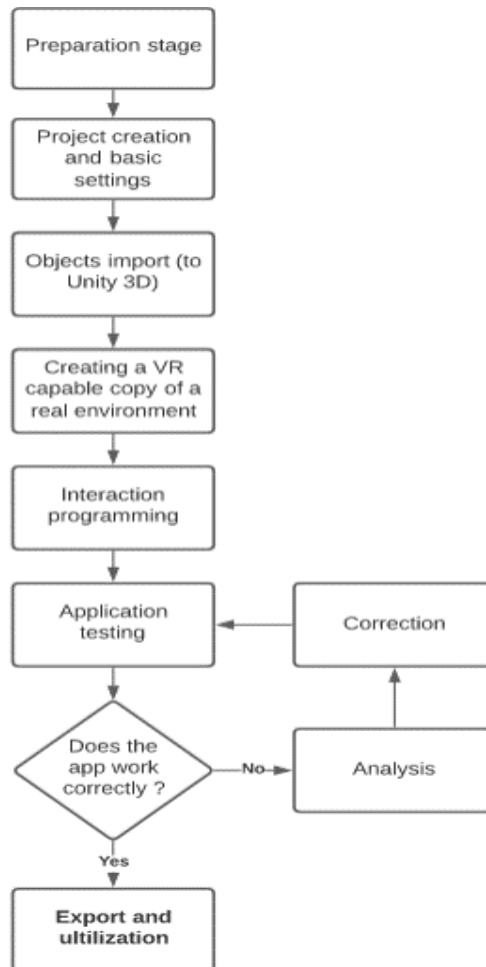 Preparation stage
Project creation
and basic
settings
Objects import (to
Unity 3D)
Creating a VR
capable copy of a
real environment
Interaction
programming
Application
testing
Correction
Does the
app work
correctly ?
No
Analysis
Yes
Export and
ultilization